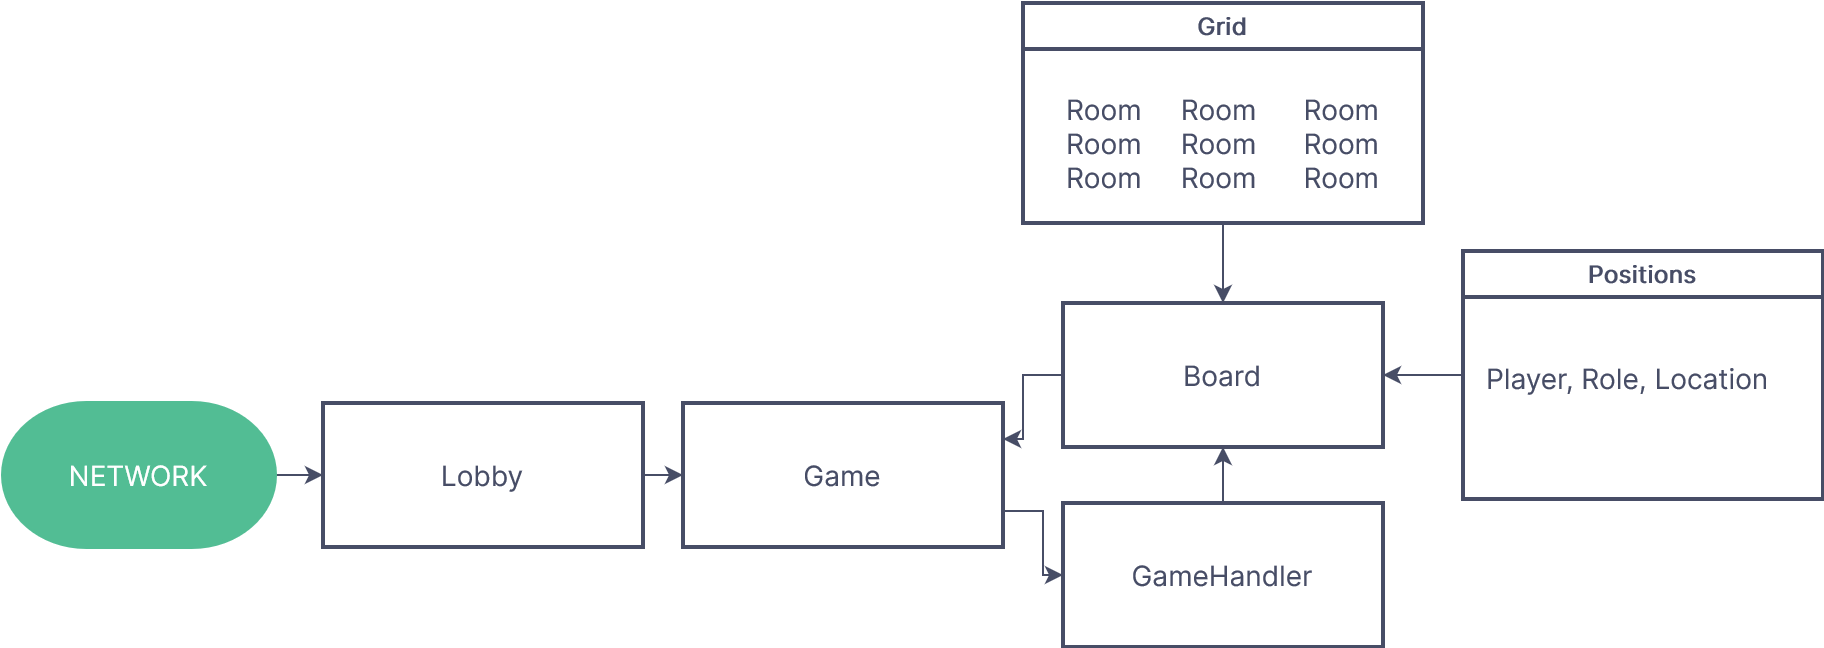 Grid
Room Room Room
Room Room Room
Room Room Room
Positions
Player, Role, Location
Board
NETWORK
Lobby
Game
GameHandler